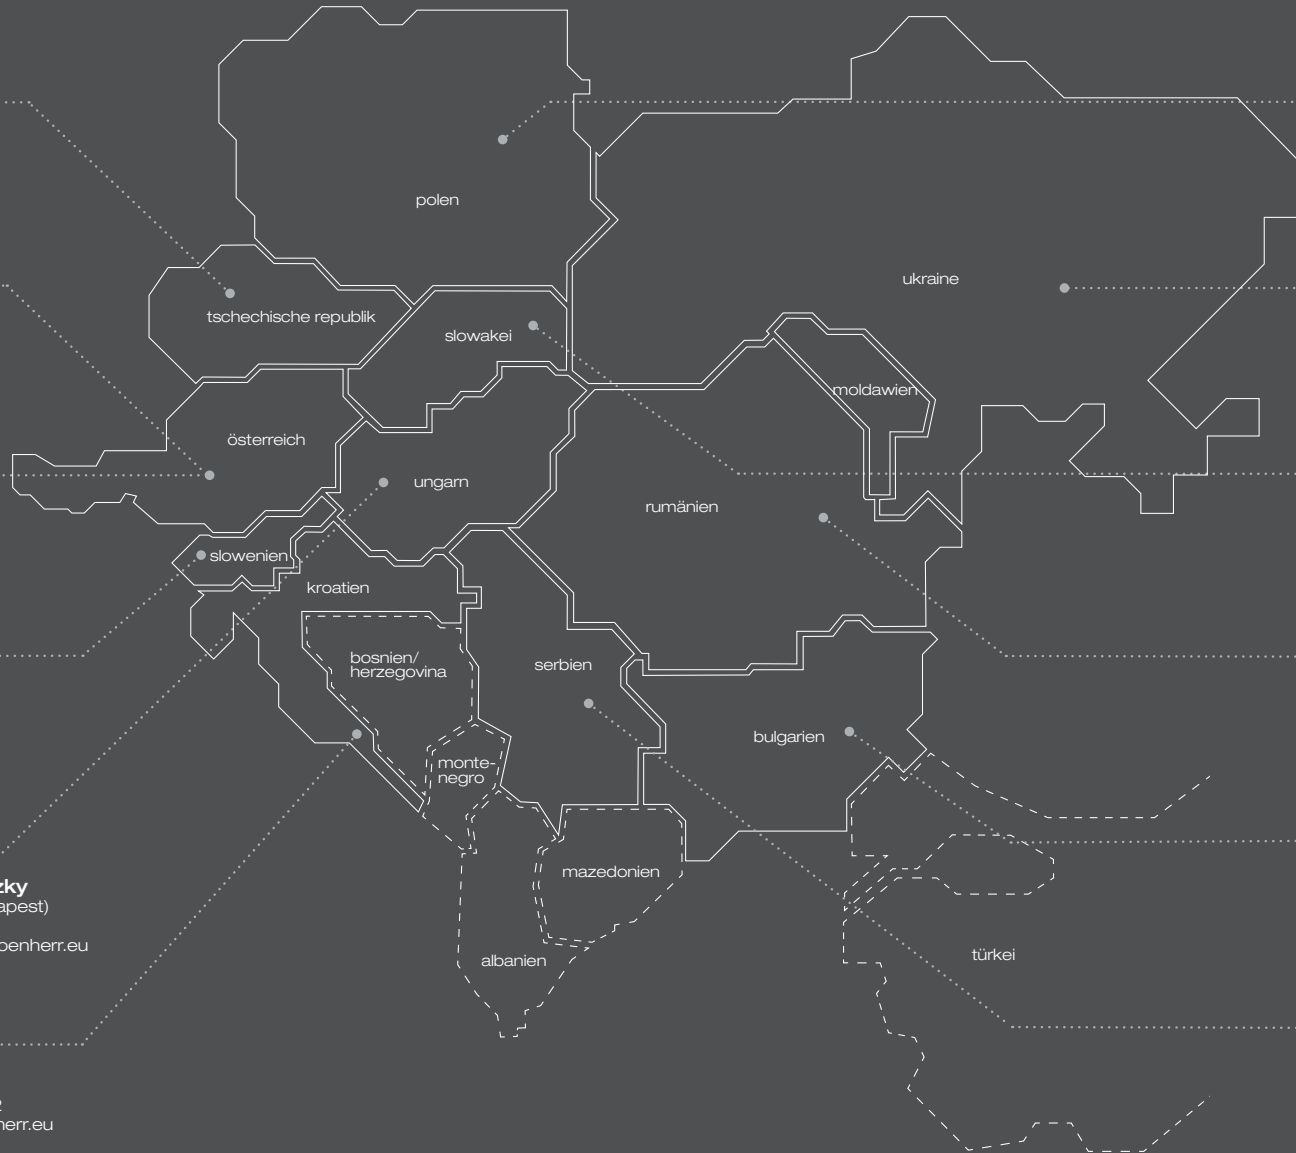 polen
ukraine
tschechische republik
slowakei
moldawien
österreich
ungarn
rumänien
slowenien
kroatien
bosnien/
herzegovina
serbien
bulgarien
monte-
negro
mazedonien
zky
apest)
oenherr.eu
türkei
albanien
herr.eu